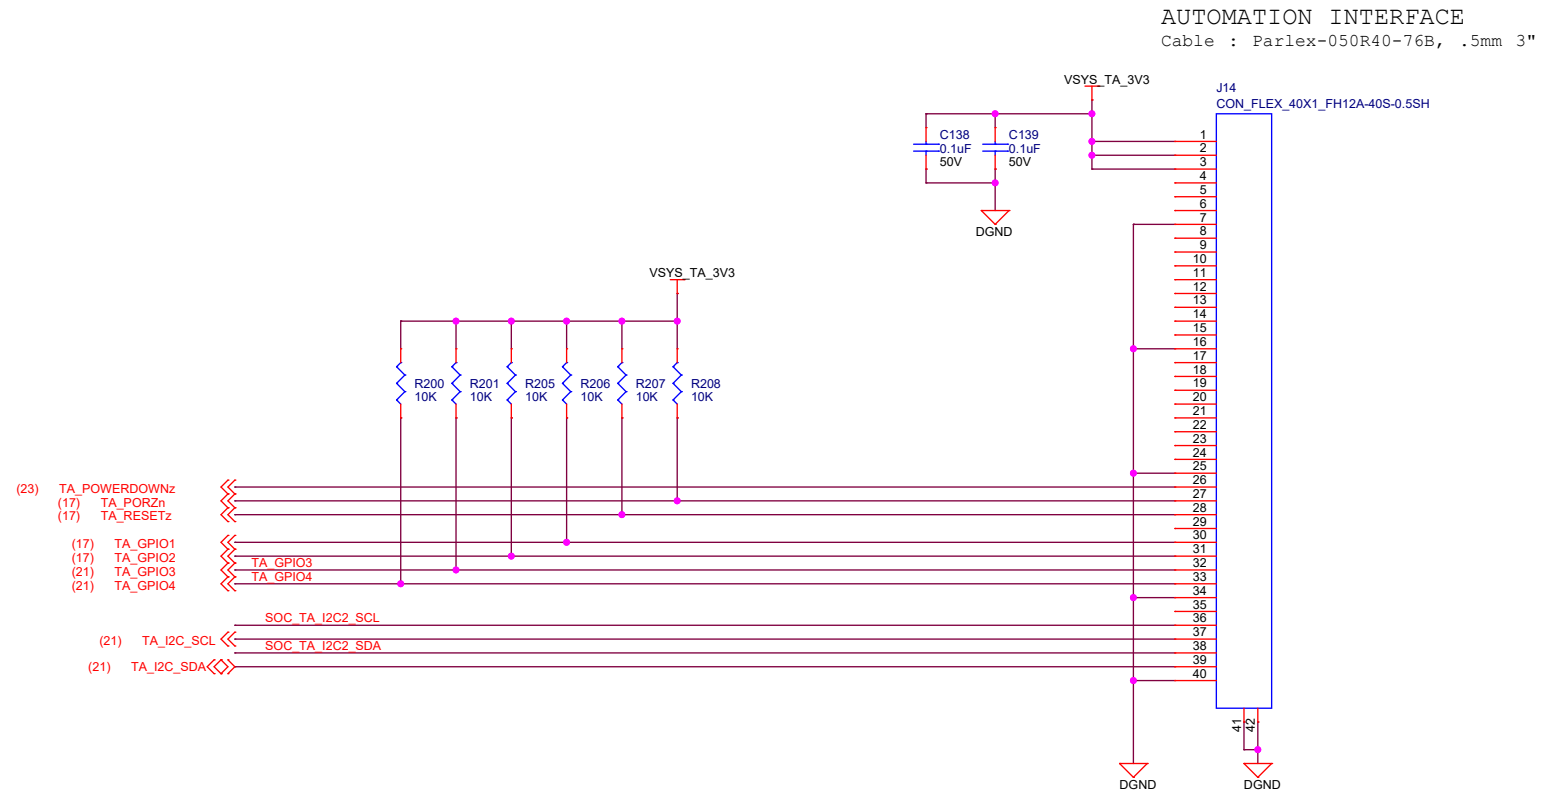 AUTOMATION INTERFACE
Cable : Parlex-050R40-76B, .5mm 3"
VSYS_TA_3V3
J14
CON_FLEX_40X1_FH12A-40S-0.5SH
C138
0.1uF
50V
C139
0.1uF
50V
DGND
1
2
3
4
5
6
7
8
9
10
11
12
13
14
15
16
17
18
19
20
21
22
23
24
25
26
27
28
29
30
31
32
33
34
35
36
37
38
39
40
41
42
VSYS_TA_3V3
R200
10K
R201
10K
R205
10K
R206
10K
R207
10K
R208
10K
(23) TA_POWERDOWNz
(17) TA_PORZn
(17) TA_RESETz
(17) TA_GPIO1
(17) TA_GPIO2
(21) TA_GPIO3
TA_GPIO3
(21) TA_GPIO4
TA_GPIO4
SOC_TA_I2C2_SCL
(21) TA_I2C_SCL
SOC_TA_I2C2_SDA
(21) TA_I2C_SDA
DGND
DGND